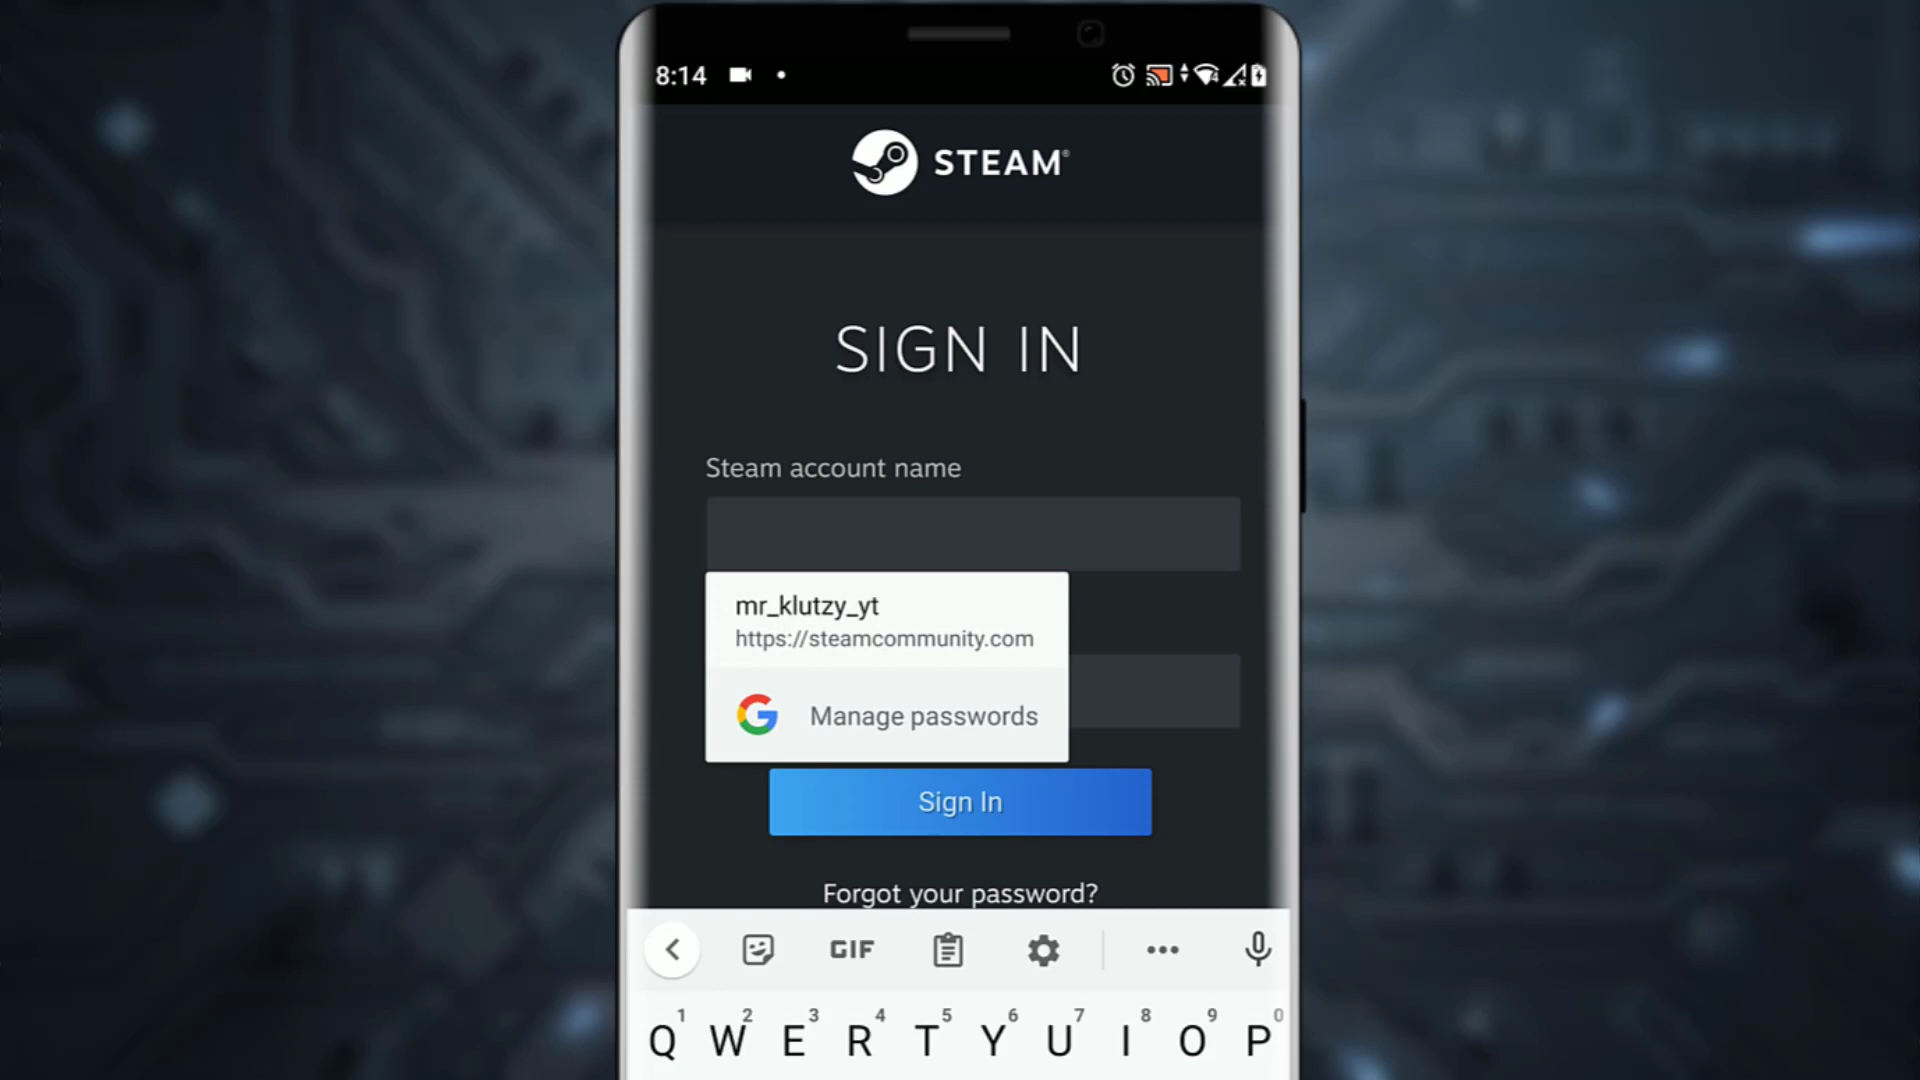 8:14
STEAM®
SIGN IN
Steam account name
mr_klutzy_yt
https://steamcommunity.com
Manage passwords
Sign In
Forgot your password?
GIF
1 2 3 4 5 6 7 8 9 0
Q W E R T Y U I O P